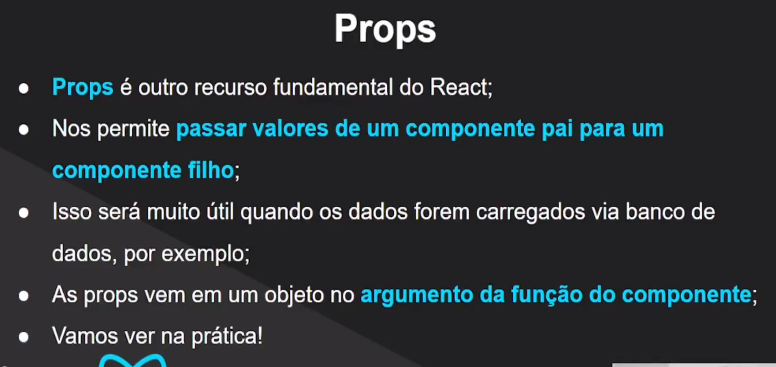 Props
● Props é outro recurso fundamental do React;
● Nos permite passar valores de um componente pai para um
componente filho;
● Isso será muito útil quando os dados forem carregados via banco de
dados, por exemplo;
● As props vem em um objeto no argumento da função do componente;
● Vamos ver na prática!